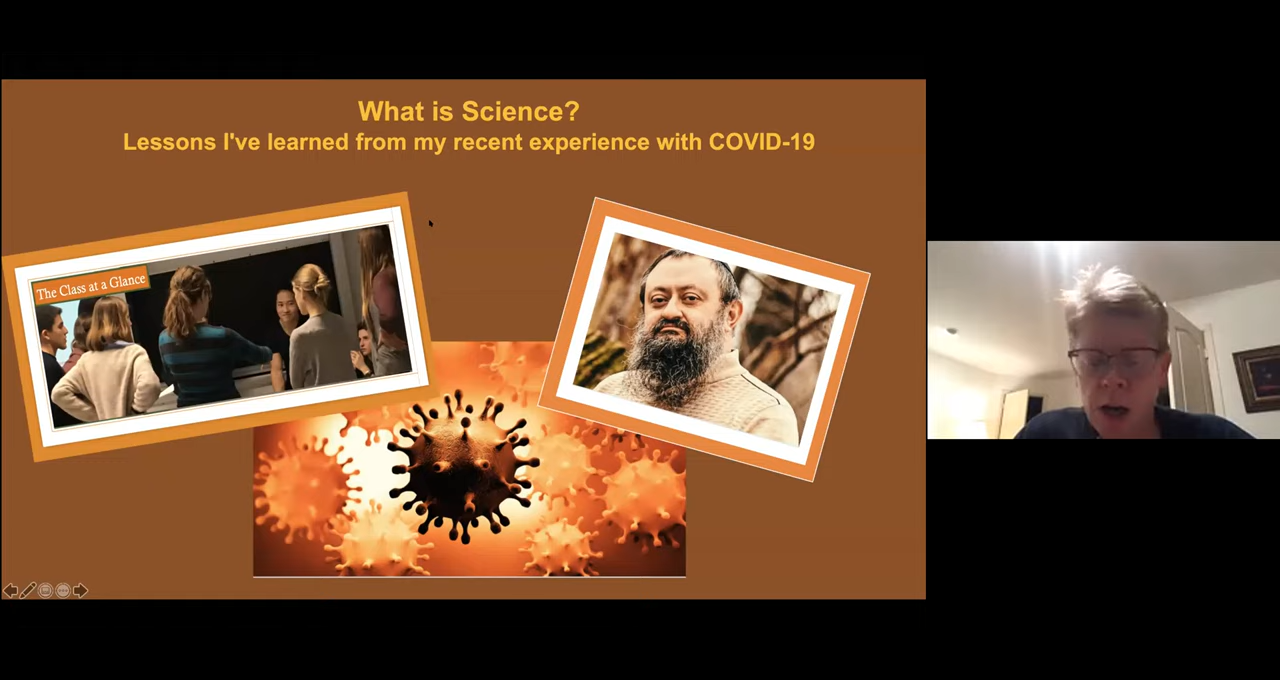 What is Science?
Lessons I've learned from my recent experience with COVID-19
The Class at a Glance